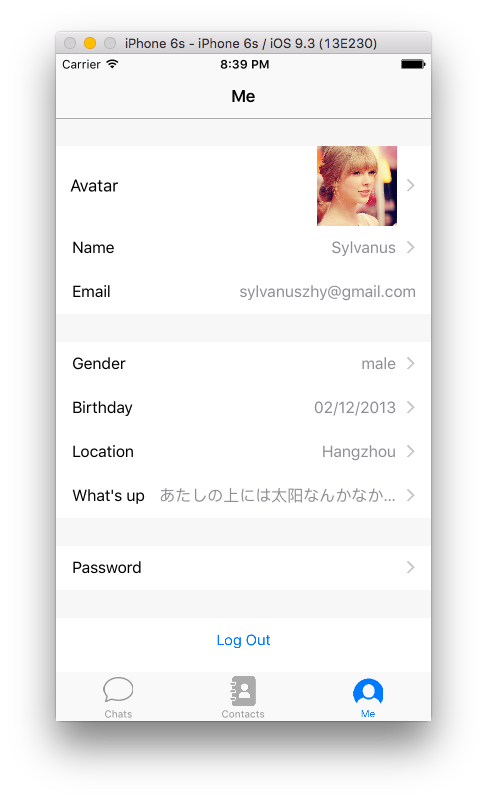 iPhone 6s - iPhone 6s / iOS 9.3 (13E230)
Carrier 8:39 PM
Me
Avatar
Name Sylvanus
Email sylvanuszhy@gmail.com
Gender male
Birthday 02/12/2013
Location Hangzhou
What's up あたしの上には太阳なんかなか...
Password
Log Out
Chats Contacts Me